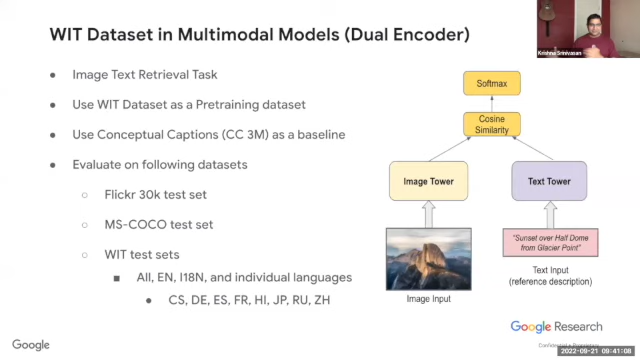 WIT Dataset in Multimodal Models (Dual Encoder)
Krishna Srinivasan
● Image Text Retrieval Task
● Use WIT Dataset as a Pretraining dataset
● Use Conceptual Captions (CC 3M) as a baseline
● Evaluate on following datasets
○ Flickr 30k test set
○ MS-COCO test set
○ WIT test sets
■ All, EN, I18N, and individual languages
● CS, DE, ES, FR, HI, JP, RU, ZH
Softmax
Cosine
Similarity
Image Tower
Text Tower
"Sunset over Half Dome
from Glacier Point"
Image Input
Text Input
(reference description)
Google
Google Research
2022-09-21 09:41:08